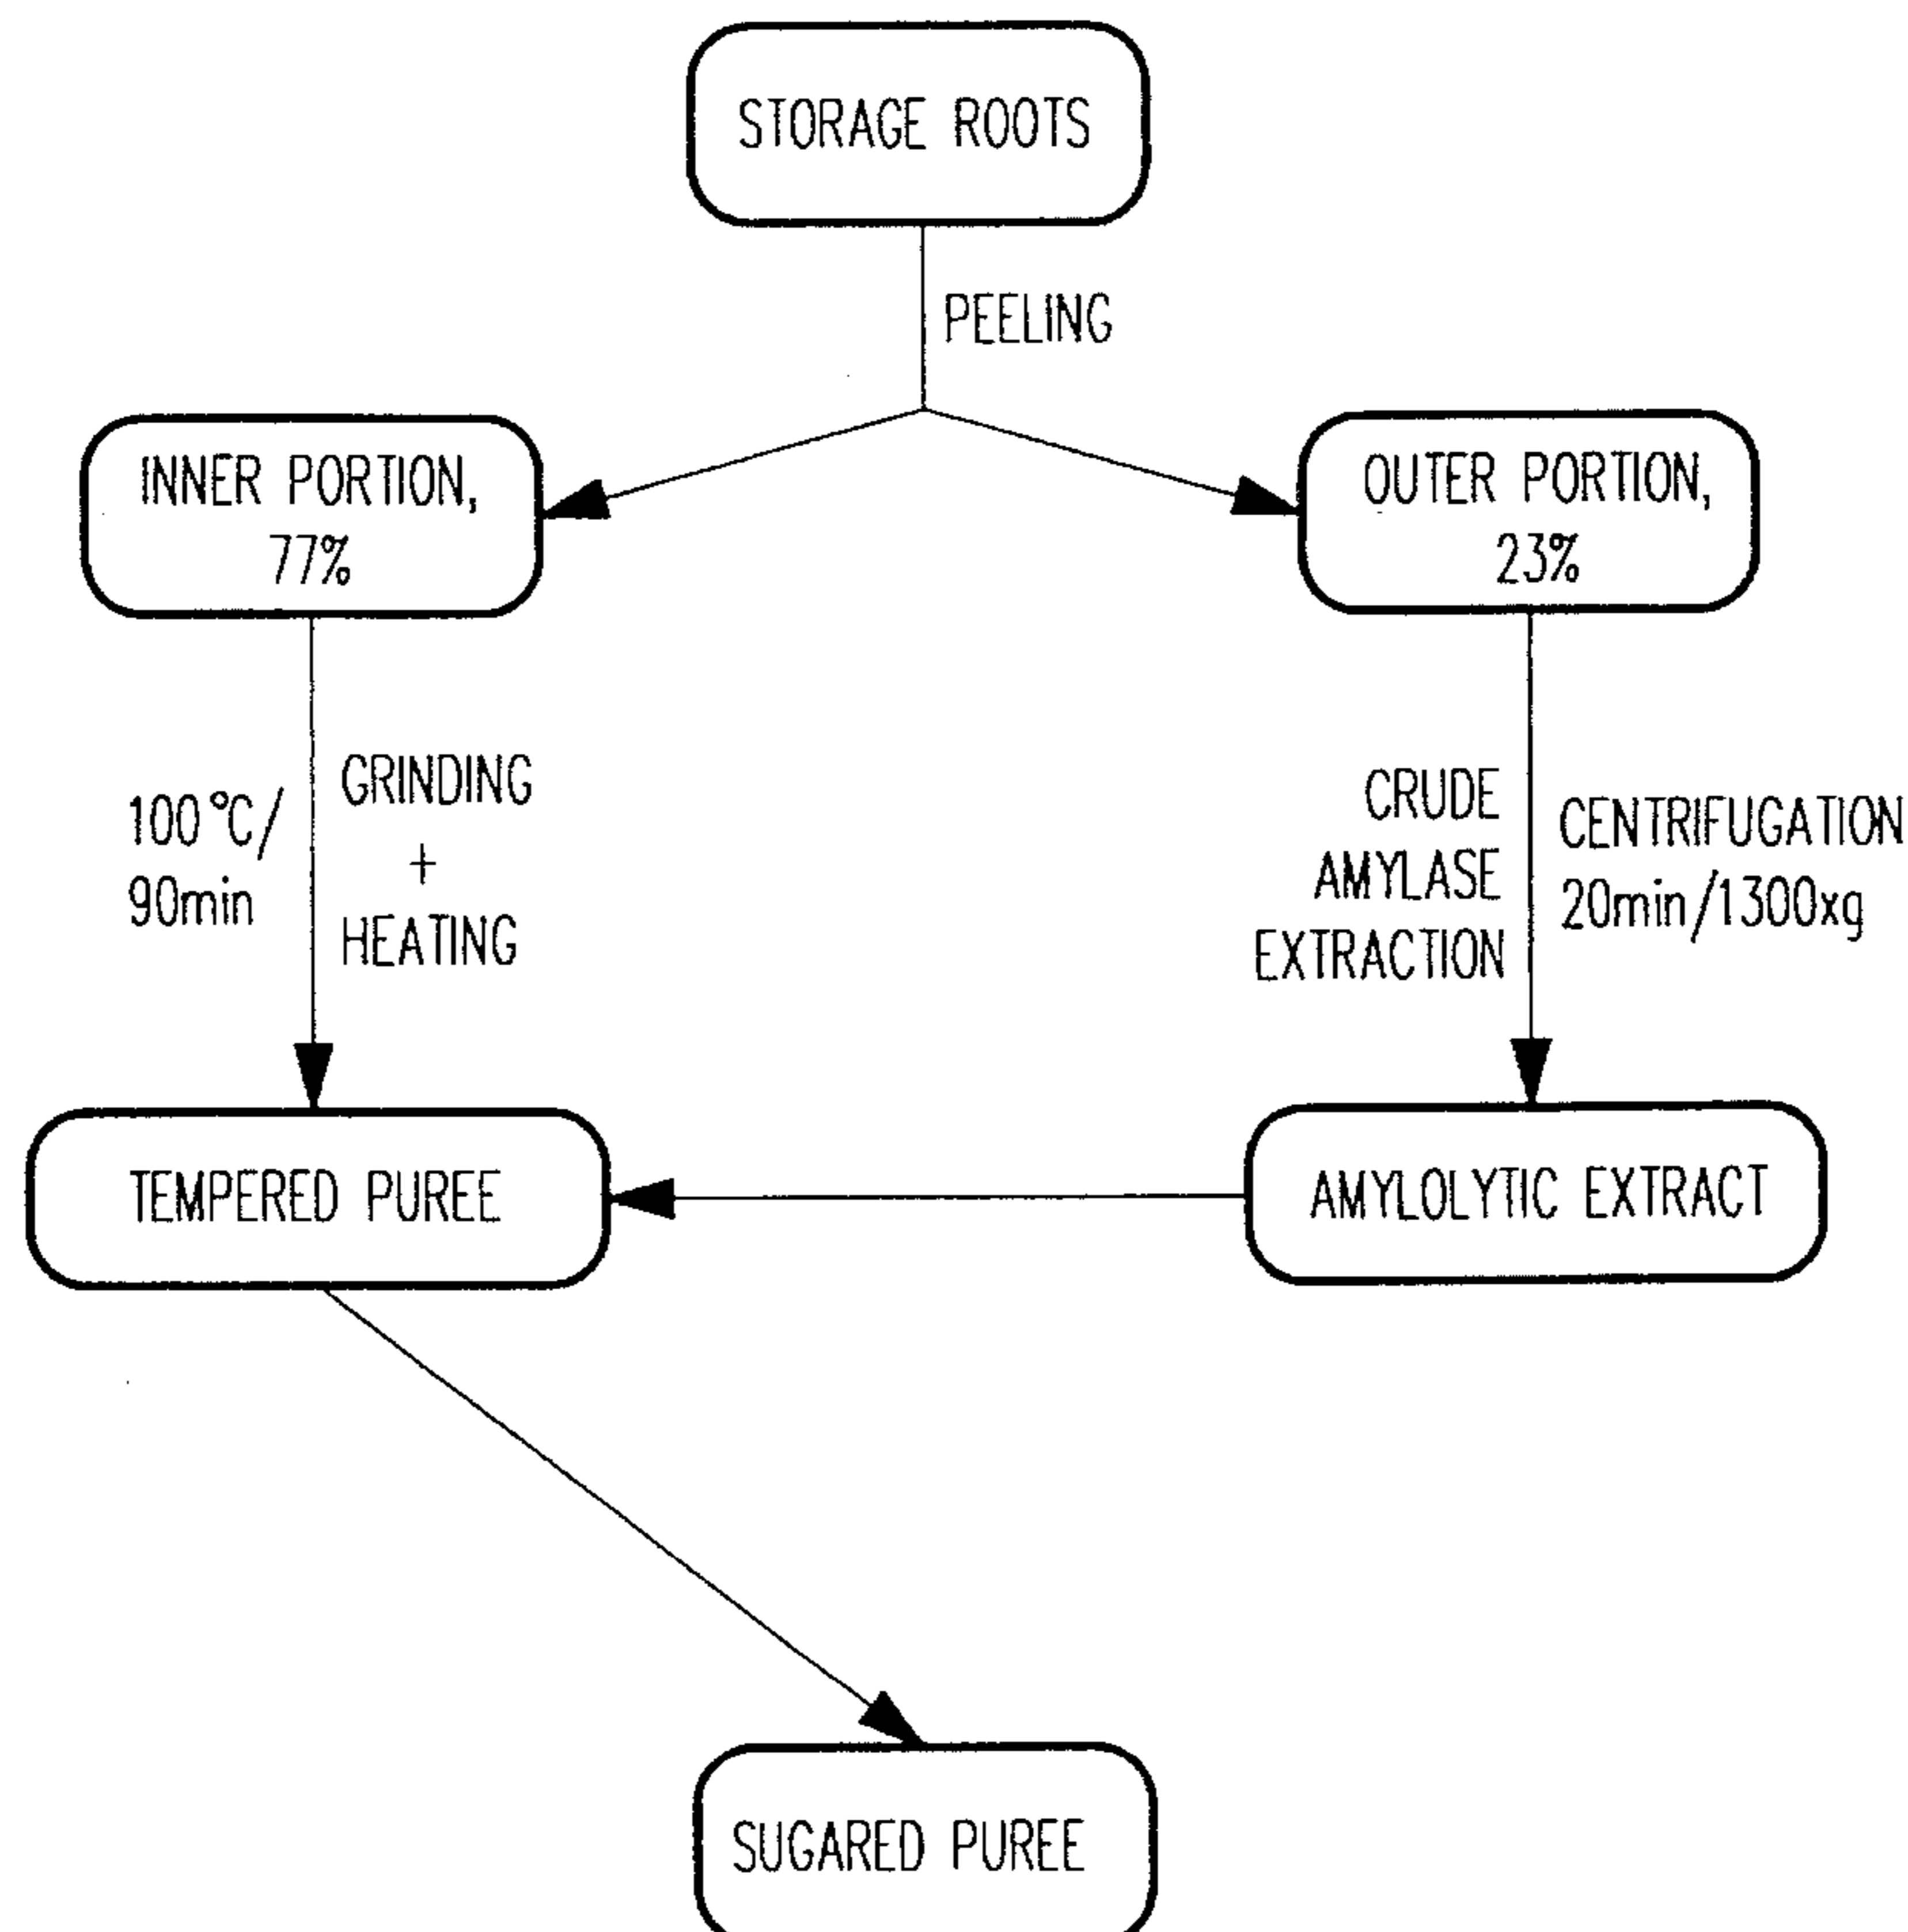 STORAGE ROOTS
PEELING
INNER PORTION,
77%
OUTER PORTION,
23%
100°C/
90min
GRINDING
+
HEATING
CRUDE
AMYLASE
EXTRACTION
CENTRIFUGATION
20min/1300xg
TEMPERED PUREE
AMYLOLYTIC EXTRACT
SUGARED PUREE